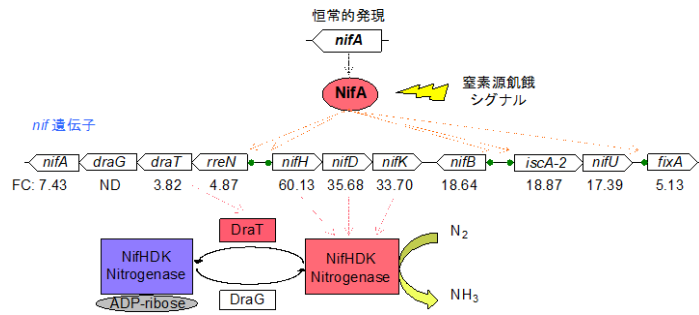 恒常的発現
nifA
NifA
窒素源飢餓
シグナル
nif 遺伝子
nifA draG draT rreN nifH nifD nifK nifB iscA-2 nifU fixA
FC: 7.43 ND 3.82 4.87 60.13 35.68 33.70 18.64 18.87 17.39 5.13
DraT
NifHDK
Nitrogenase
ADP-ribose
DraG
NifHDK
Nitrogenase
N2
NH3